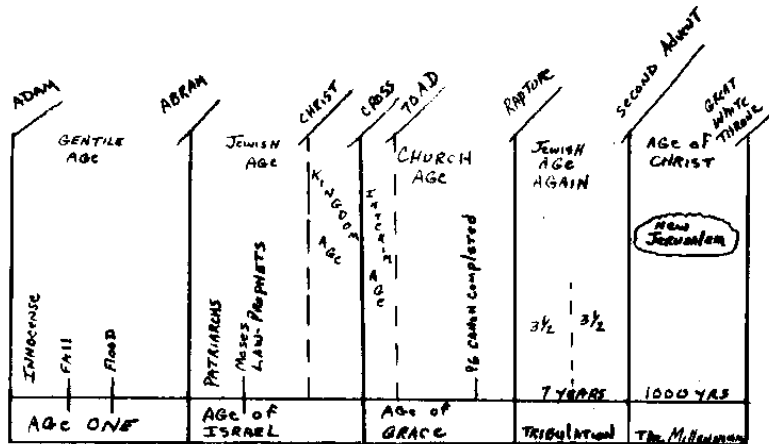 ADAM
ABRAM
CHRIST
CROSS
70 AD
RAPTURE
SECOND ADVENT
GREAT
WHITE
THRONE
GENTILE
AGE
JEWISH
AGE
KINGDOM AGE
INTERIM AGE
CHURCH
AGE
JEWISH
AGE
AGAIN
AGE of
CHRIST
NEW
JERUSALEM
INNOCENSE
FALL
FLOOD
PATRIARCHS
Moses
LAW-PROPHETS
96 CANON COMPLETED
3½
3½
7 YEARS
1000 YRS
AGE ONE
AGE OF
ISRAEL
AGE OF
GRACE
TRIBULATION
The Millennium